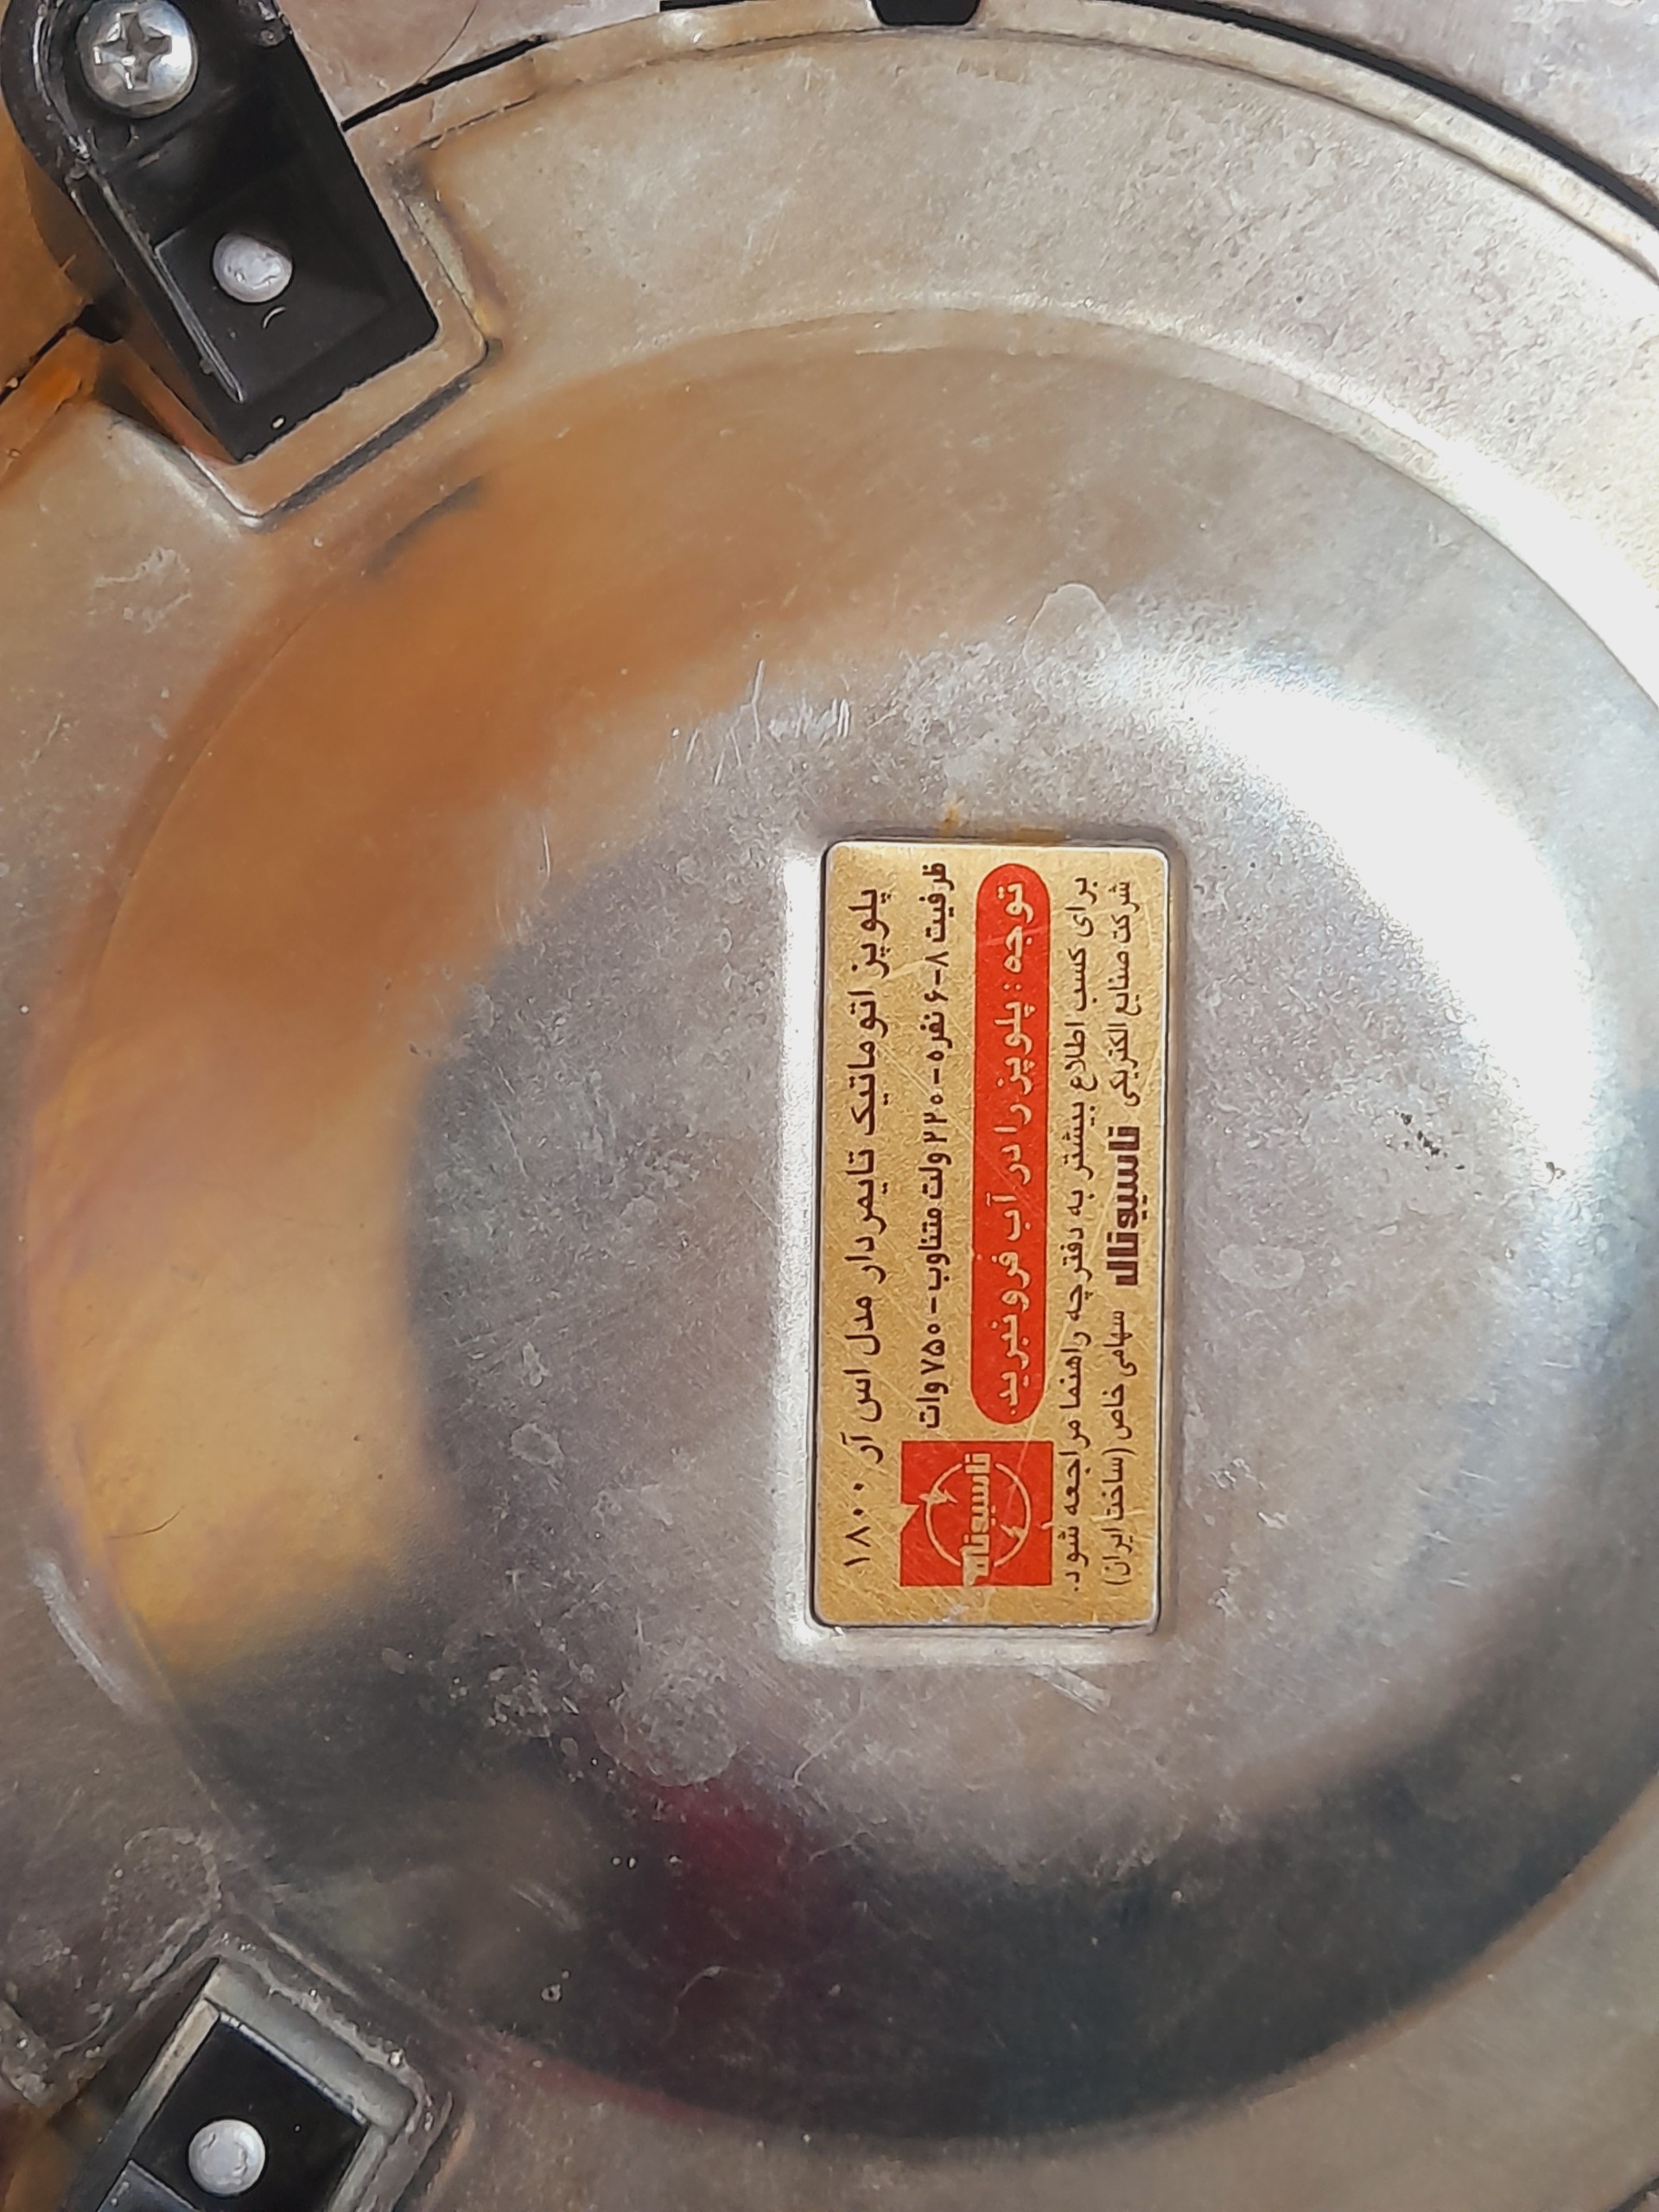 پلوپز اتوماتیک تایمردار مدل اس آر ۱۸۰۰
ظرفیت ۸-۶ نفره-۲۲۰ ولت متناوب-۷۵۰ وات
توجه : پلوپز را در آب فرو نبرید.
ناسیونال
برای کسب اطلاع بیشتر به دفترچه راهنما مراجعه شود.
شرکت صنایع الکتریکی ناسیونال سهامی خاص (ساخت ایران)